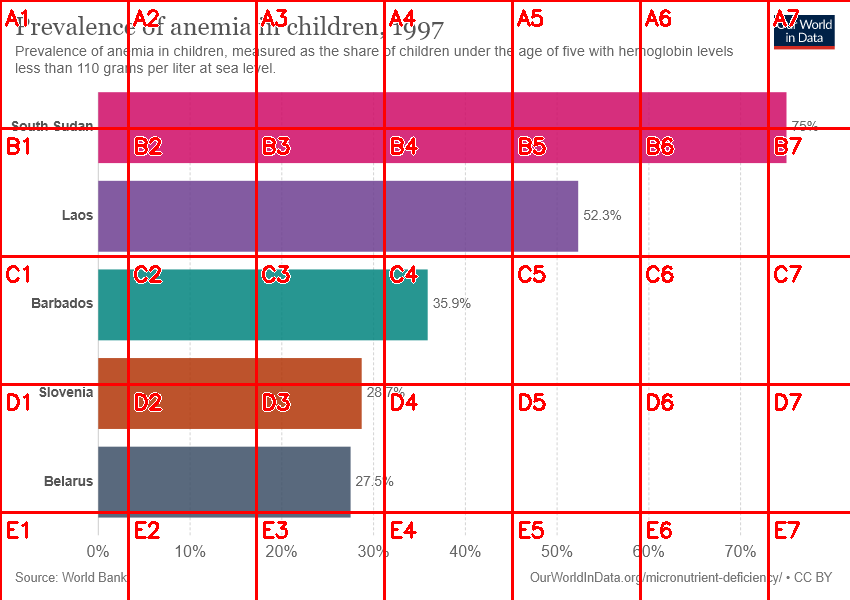 Prevalence of anemia in children, 1997
Our World
in Data
Prevalence of anemia in children, measured as the share of children under the age of five with hemoglobin levels
less than 110 grams per liter at sea level.
A1 A2 A3 A4 A5 A6 A7
South Sudan 75%
B1 B2 B3 B4 B5 B6 B7
Laos 52.3%
C1 C2 C3 C4 C5 C6 C7
Barbados 35.9%
Slovenia 28.7%
D1 D2 D3 D4 D5 D6 D7
Belarus 27.5%
E1 E2 E3 E4 E5 E6 E7
0% 10% 20% 30% 40% 50% 60% 70%
Source: World Bank
OurWorldInData.org/micronutrient-deficiency/ • CC BY